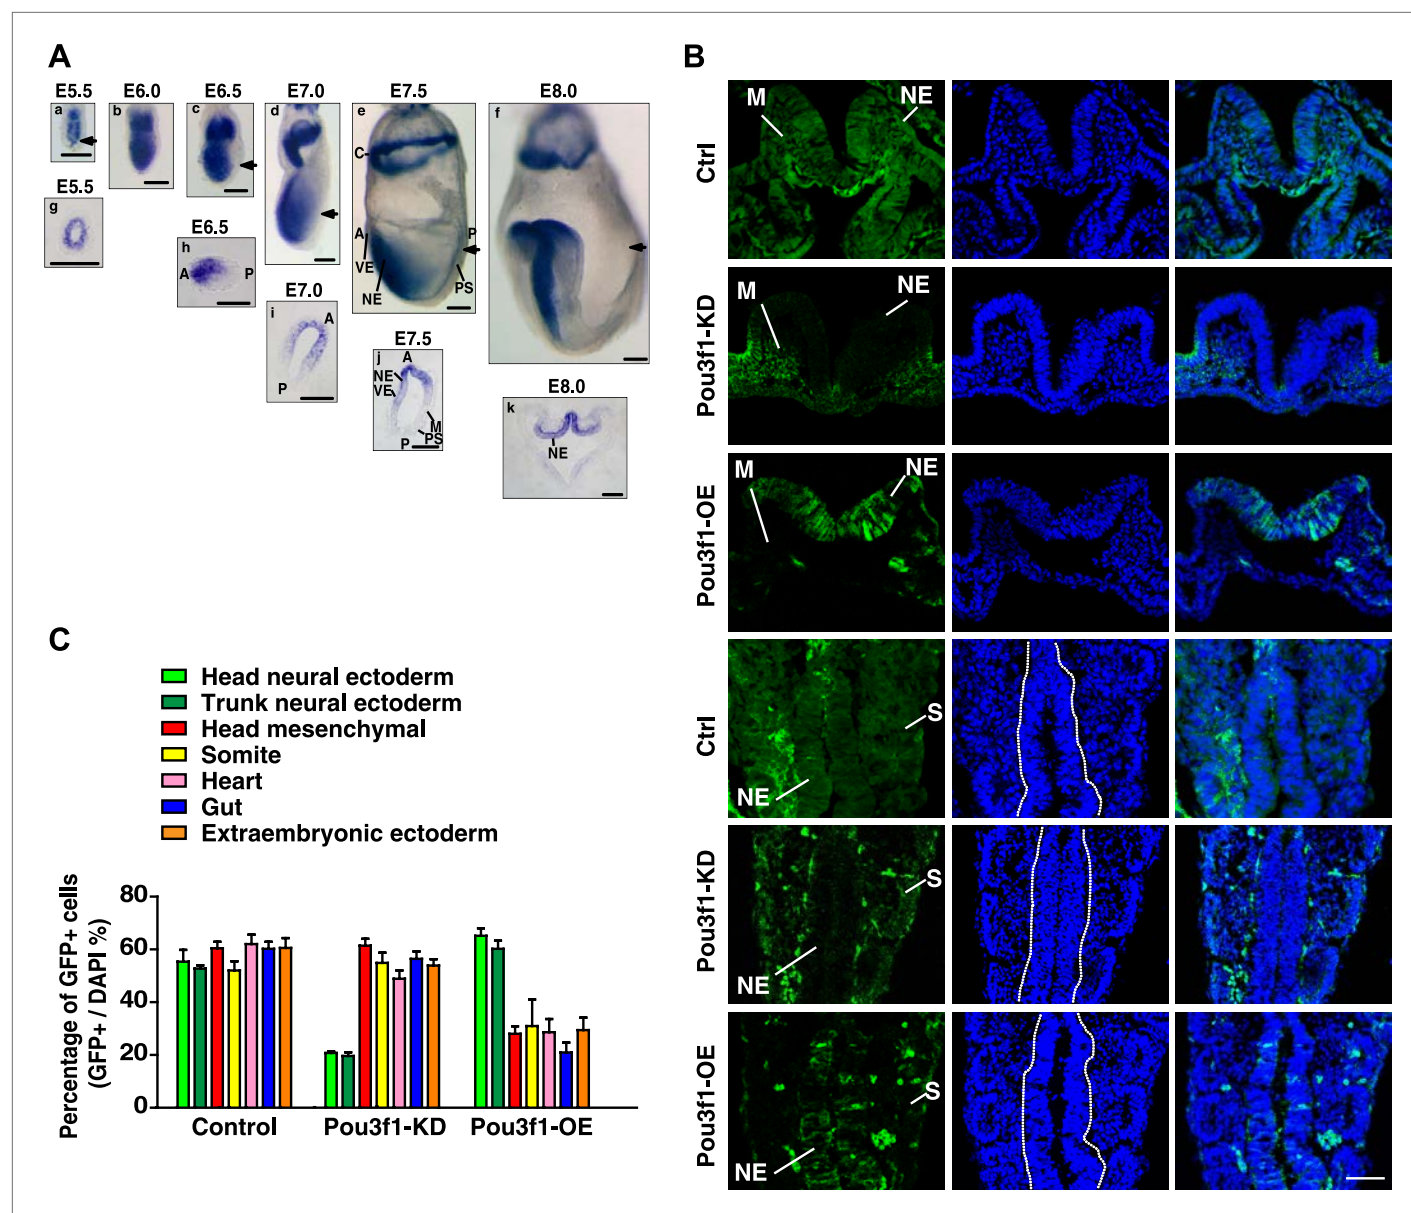 A
E5.5
E6.0
E6.5
E7.0
E7.5
E8.0
a
b
c
d
e
f
C
A
P
VE
NE
PS
E5.5
g
E6.5
h
A
P
E7.0
i
A
P
E7.5
j
A
NE
VE
M
PS
P
E8.0
k
NE
B
Ctrl
M
NE
Pou3f1-KD
M
NE
Pou3f1-OE
M
NE
Ctrl
S
NE
Pou3f1-KD
S
NE
Pou3f1-OE
S
NE
C
Head neural ectoderm
Trunk neural ectoderm
Head mesenchymal
Somite
Heart
Gut
Extraembryonic ectoderm
Percentage of GFP+ cells
(GFP+ / DAPI %)
80
60
40
20
0
Control
Pou3f1-KD
Pou3f1-OE